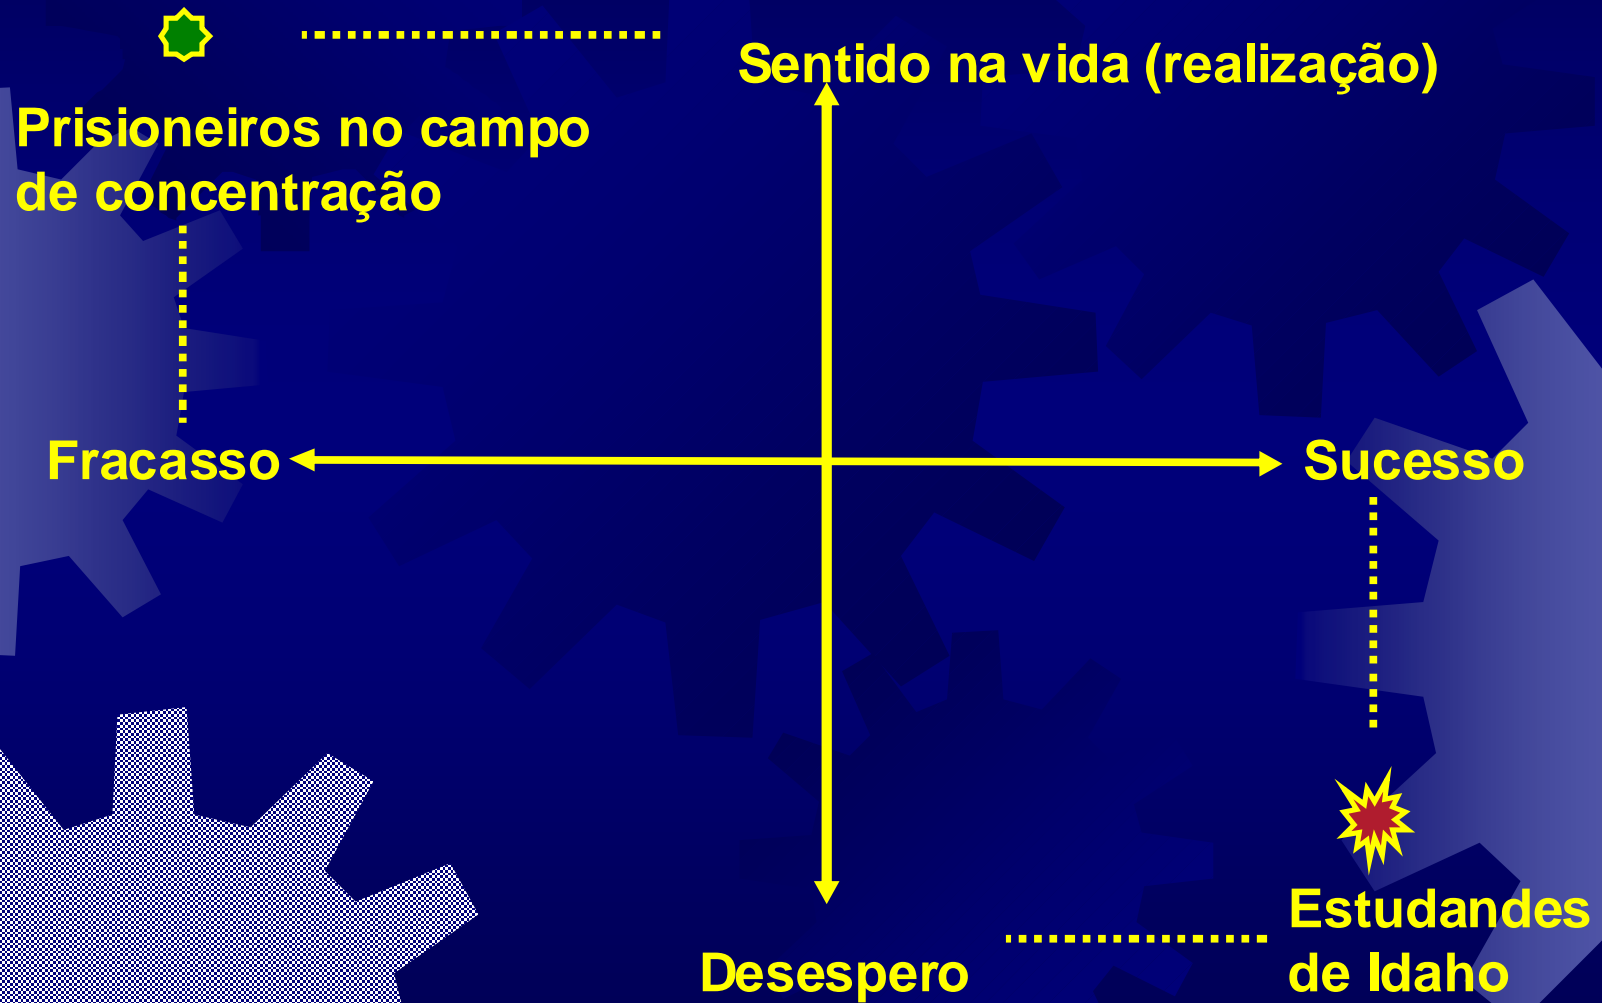 Sentido na vida (realização)
Prisioneiros no campo
de concentração
Fracasso
Sucesso
Estudandes
de Idaho
Desespero